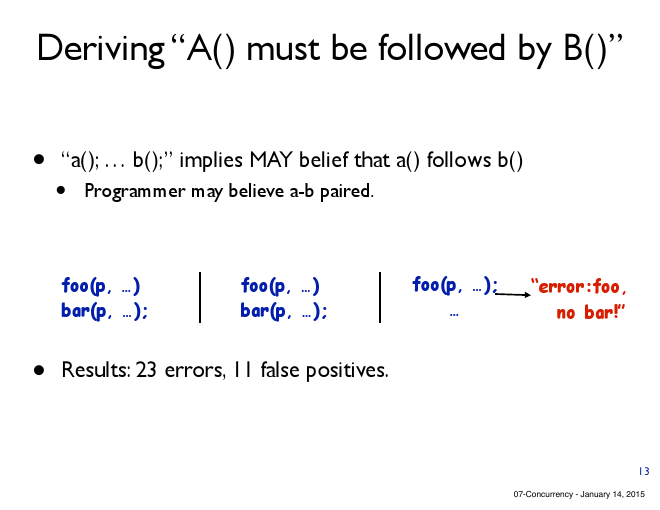 Deriving “A() must be followed by B()”
• “a(); … b();” implies MAY belief that a() follows b()
• Programmer may believe a-b paired.
foo(p, …)
bar(p, …);
foo(p, …)
bar(p, …);
foo(p, …);
…
“error:foo,
no bar!”
• Results: 23 errors, 11 false positives.
13
07-Concurrency - January 14, 2015